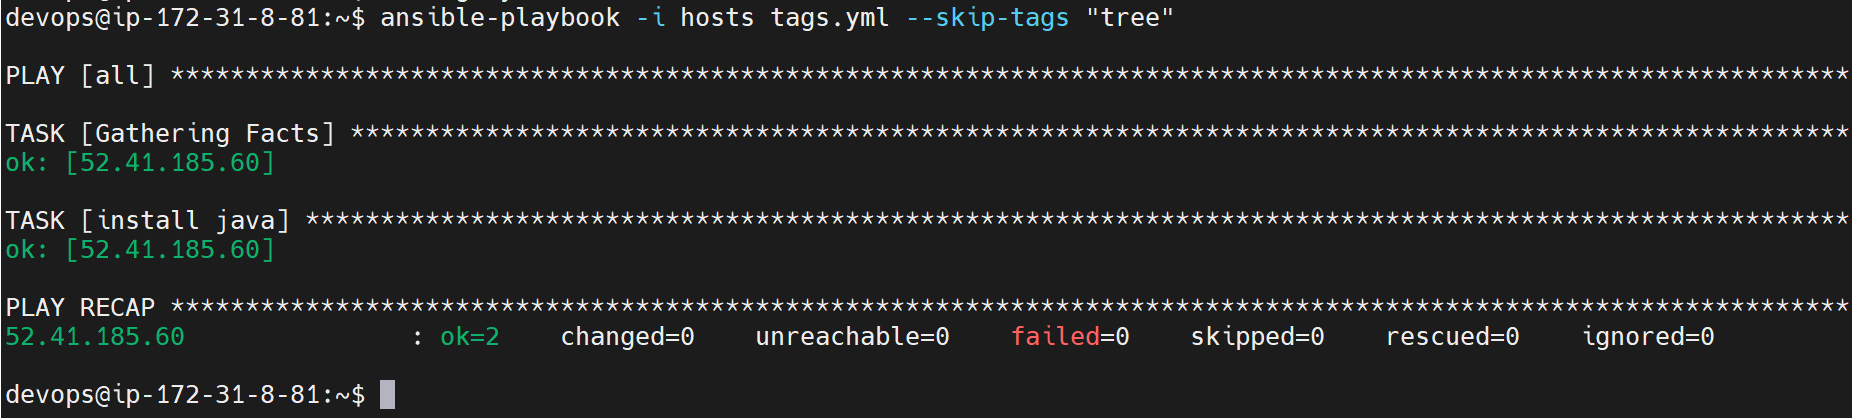 devops@ip-172-31-8-81:~$ ansible-playbook -i hosts tags.yml --skip-tags "tree"
PLAY [all] ****************************************************************************************************************
TASK [Gathering Facts] ****************************************************************************************************
ok: [52.41.185.60]
TASK [install java] *******************************************************************************************************
ok: [52.41.185.60]
PLAY RECAP ****************************************************************************************************************
52.41.185.60               : ok=2    changed=0    unreachable=0    failed=0    skipped=0    rescued=0    ignored=0
devops@ip-172-31-8-81:~$